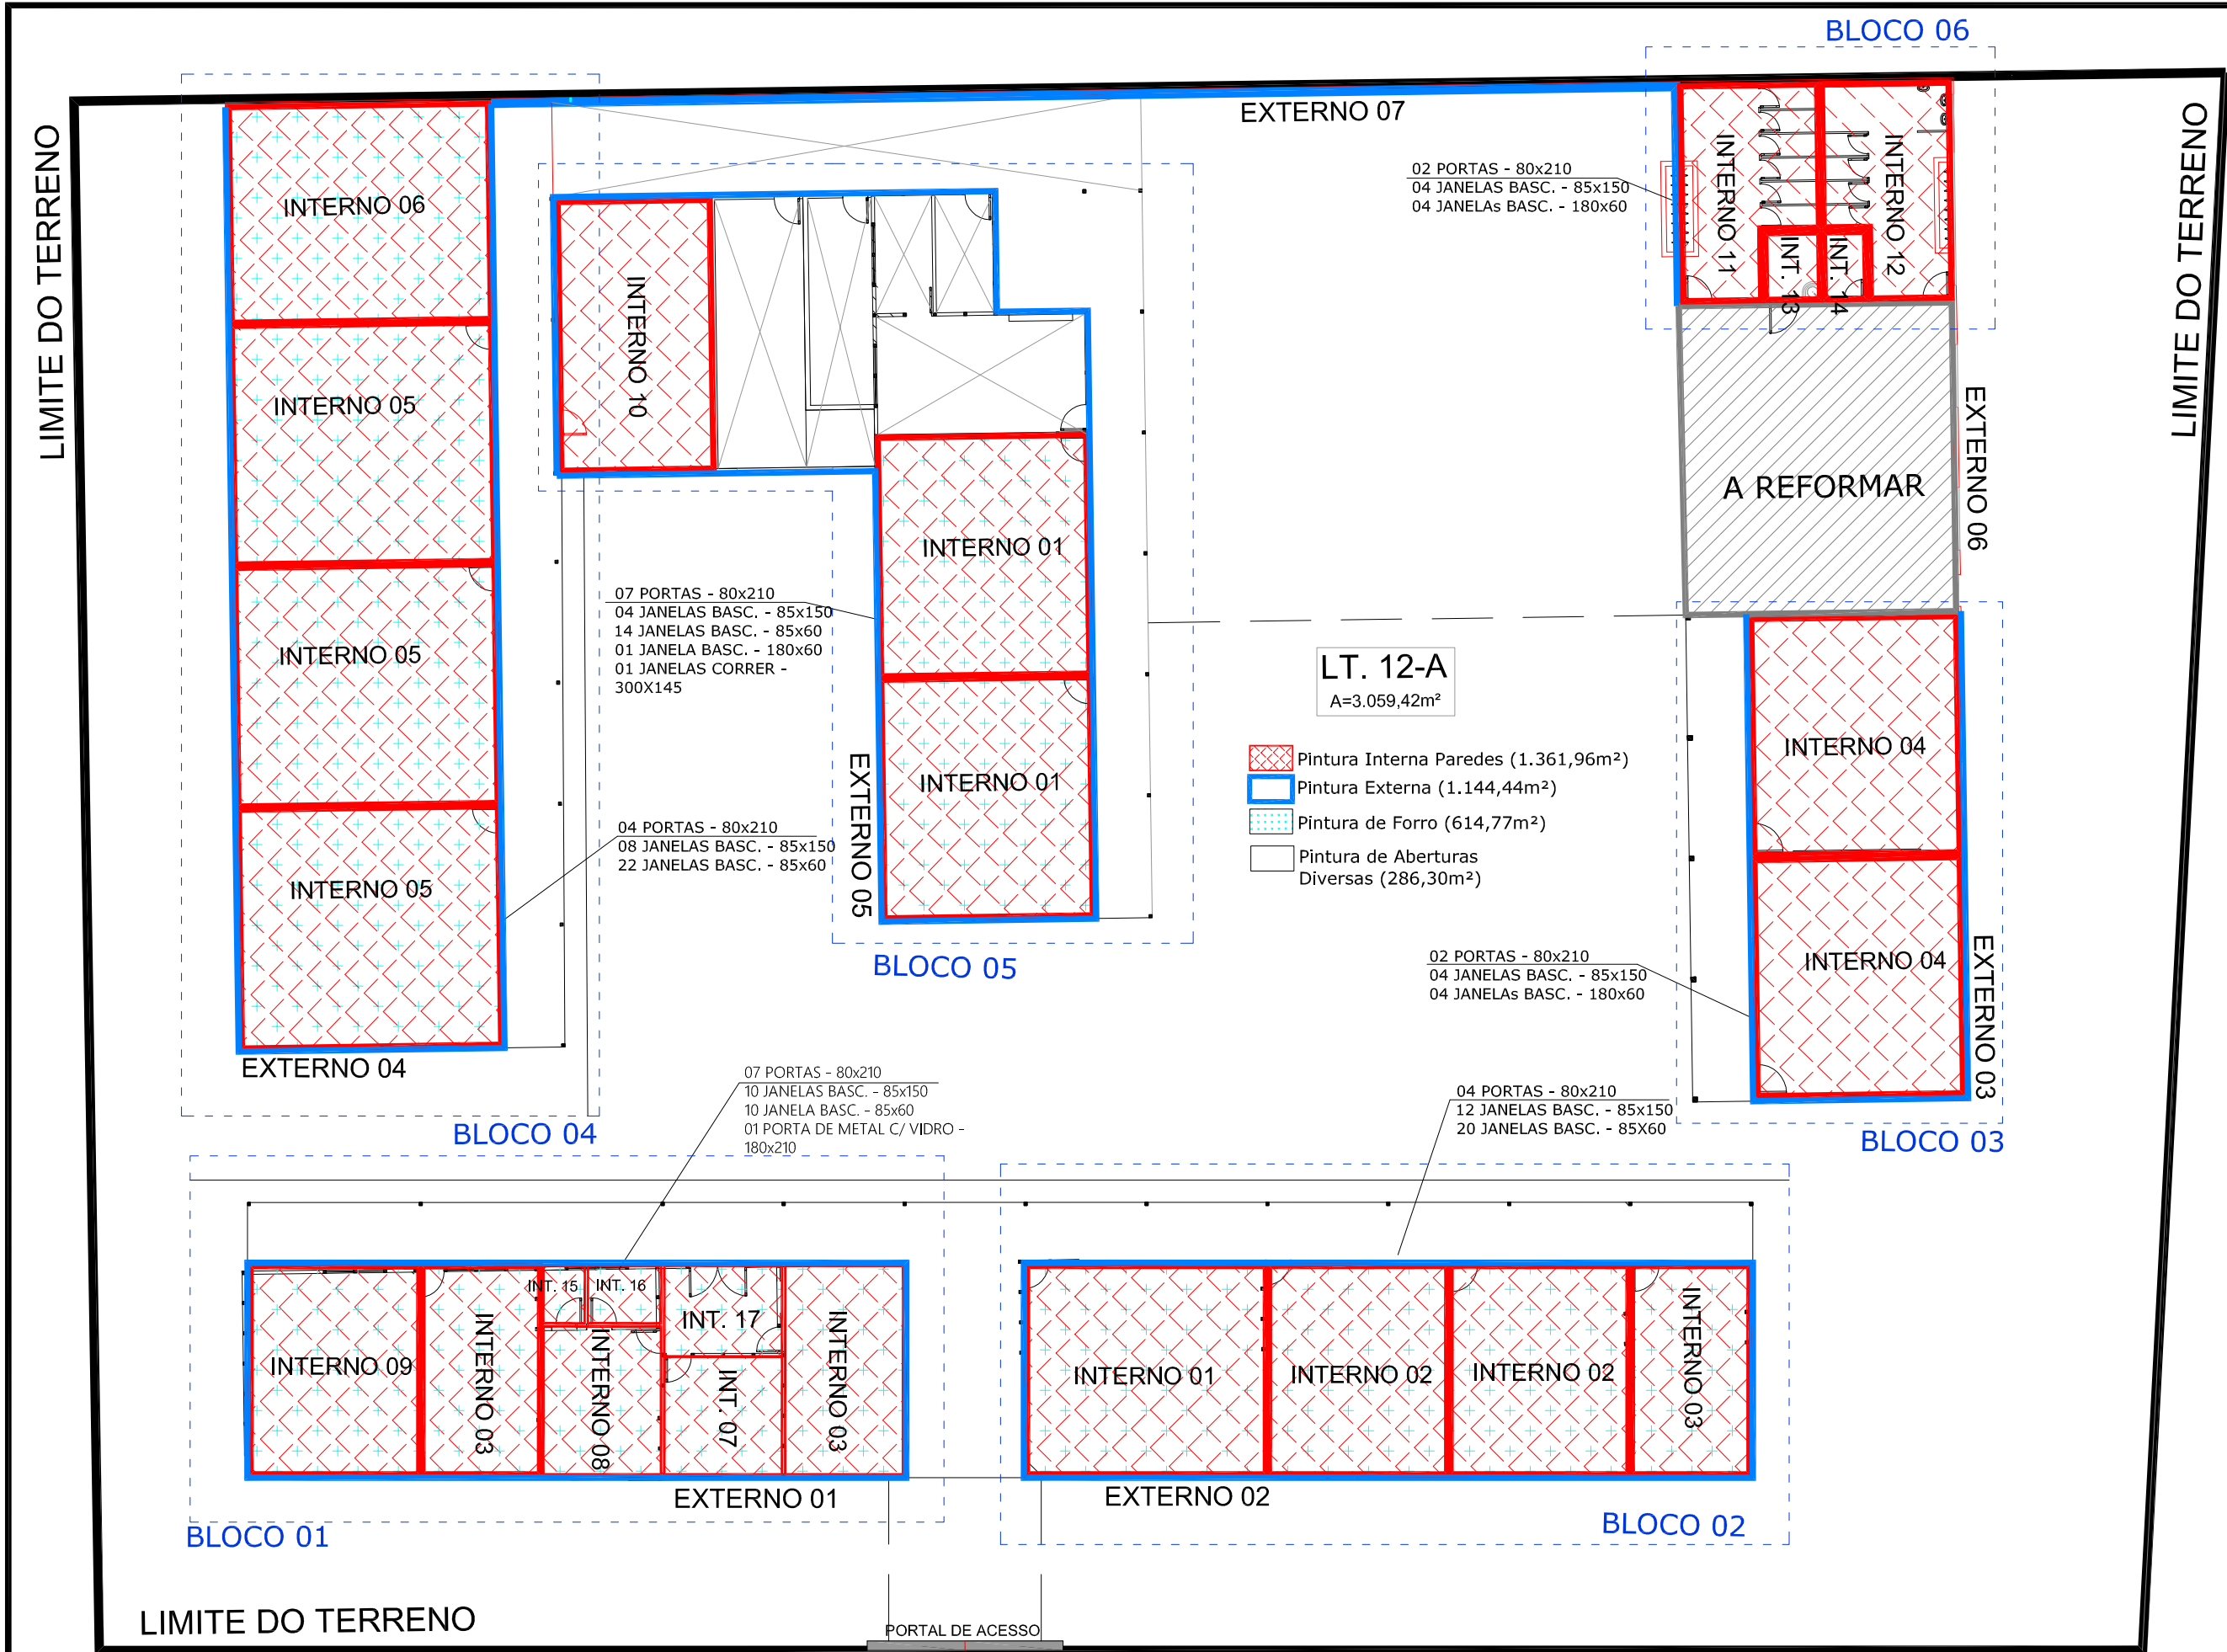 BLOCO 06
LIMITE DO TERRENO
LIMITE DO TERRENO
EXTERNO 07
02 PORTAS - 80x210
04 JANELAS BASC. - 85x150
04 JANELAs BASC. - 180x60
INTERNO 11
INTERNO 12
INT. 13
INT. 14
INTERNO 06
INTERNO 10
INTERNO 05
EXTERNO 06
A REFORMAR
INTERNO 01
07 PORTAS - 80x210
04 JANELAS BASC. - 85x150
14 JANELAS BASC. - 85x60
01 JANELA BASC. - 180x60
01 JANELAS CORRER -
300X145
INTERNO 05
LT. 12-A
A=3.059,42m²
INTERNO 04
Pintura Interna Paredes (1.361,96m²)
Pintura Externa (1.144,44m²)
Pintura de Forro (614,77m²)
Pintura de Aberturas
Diversas (286,30m²)
INTERNO 01
EXTERNO 05
04 PORTAS - 80x210
08 JANELAS BASC. - 85x150
22 JANELAS BASC. - 85x60
INTERNO 05
BLOCO 05
02 PORTAS - 80x210
04 JANELAS BASC. - 85x150
04 JANELAs BASC. - 180x60
INTERNO 04
EXTERNO 03
EXTERNO 04
BLOCO 04
07 PORTAS - 80x210
10 JANELAS BASC. - 85x150
10 JANELA BASC. - 85x60
01 PORTA DE METAL C/ VIDRO -
180x210
04 PORTAS - 80x210
12 JANELAS BASC. - 85x150
20 JANELAS BASC. - 85X60
BLOCO 03
INTERNO 09
INTERNO 03
INT. 15
INT. 16
INTERNO 08
INT. 17
INT. 07
INTERNO 03
INTERNO 01
INTERNO 02
INTERNO 02
INTERNO 03
EXTERNO 01
EXTERNO 02
BLOCO 01
BLOCO 02
LIMITE DO TERRENO
PORTAL DE ACESSO